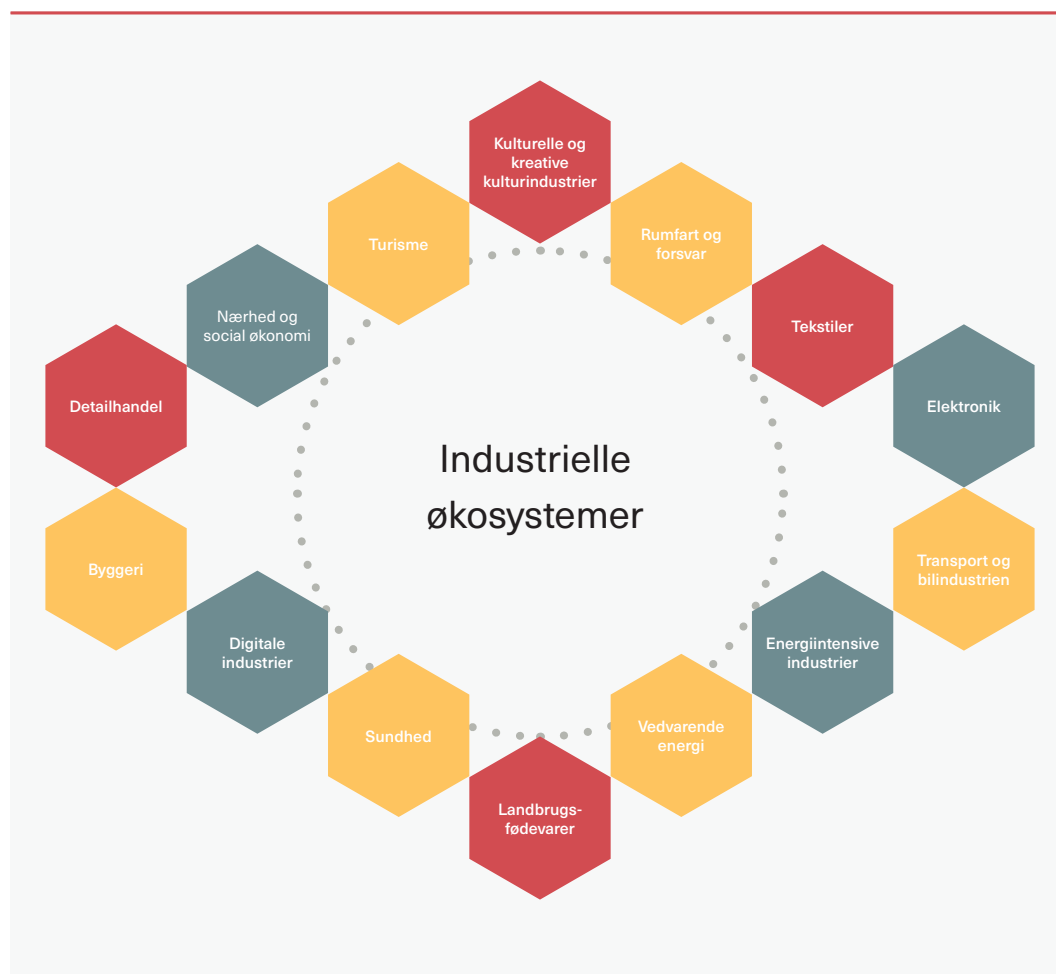 Kulturelle og
kreative
kulturindustrier
Turisme
Rumfart og
forsvar
Nærhed og
social økonomi
Tekstiler
Detailhandel
Elektronik
Industrielle
økosystemer
Byggeri
Transport og
bilindustrien
Digitale
industrier
Energiintensive
industrier
Sundhed
Vedvarende
energi
Landbrugs-
fødevarer